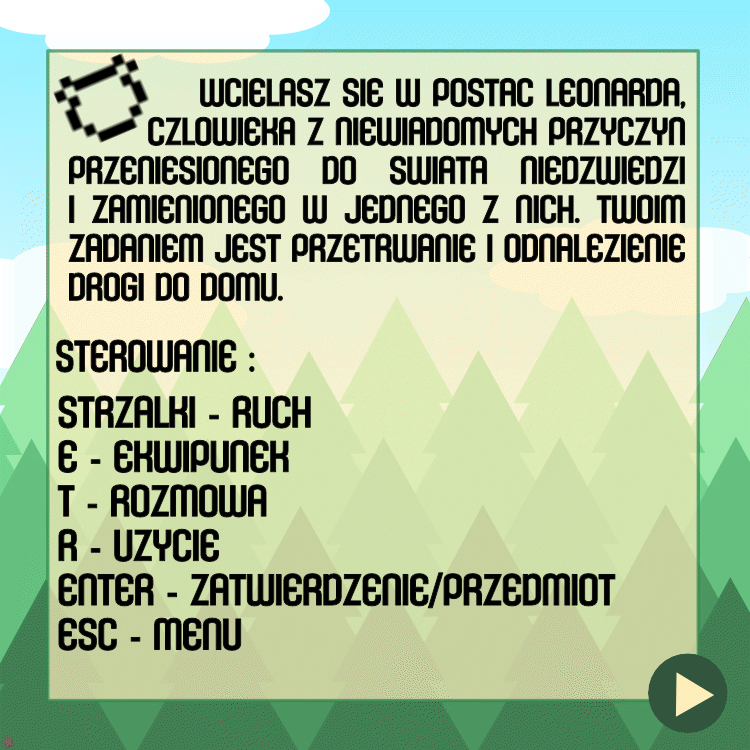 WCIELASZ SIE W POSTAC LEONARDA,
CZLOWIEKA Z NIEWIADOMYCH PRZYCZYN
PRZENIESIONEGO DO SWIATA NIEDZWIEDZI
I ZAMIENIONEGO W JEDNEGO Z NICH. TWOIM
ZADANIEM JEST PRZETRWANIE I ODNALEZIENIE
DROGI DO DOMU.
STEROWANIE :
STRZALKI - RUCH
E - EKWIPUNEK
T - ROZMOWA
R - UZYCIE
ENTER - ZATWIERDZENIE/PRZEDMIOT
ESC - MENU